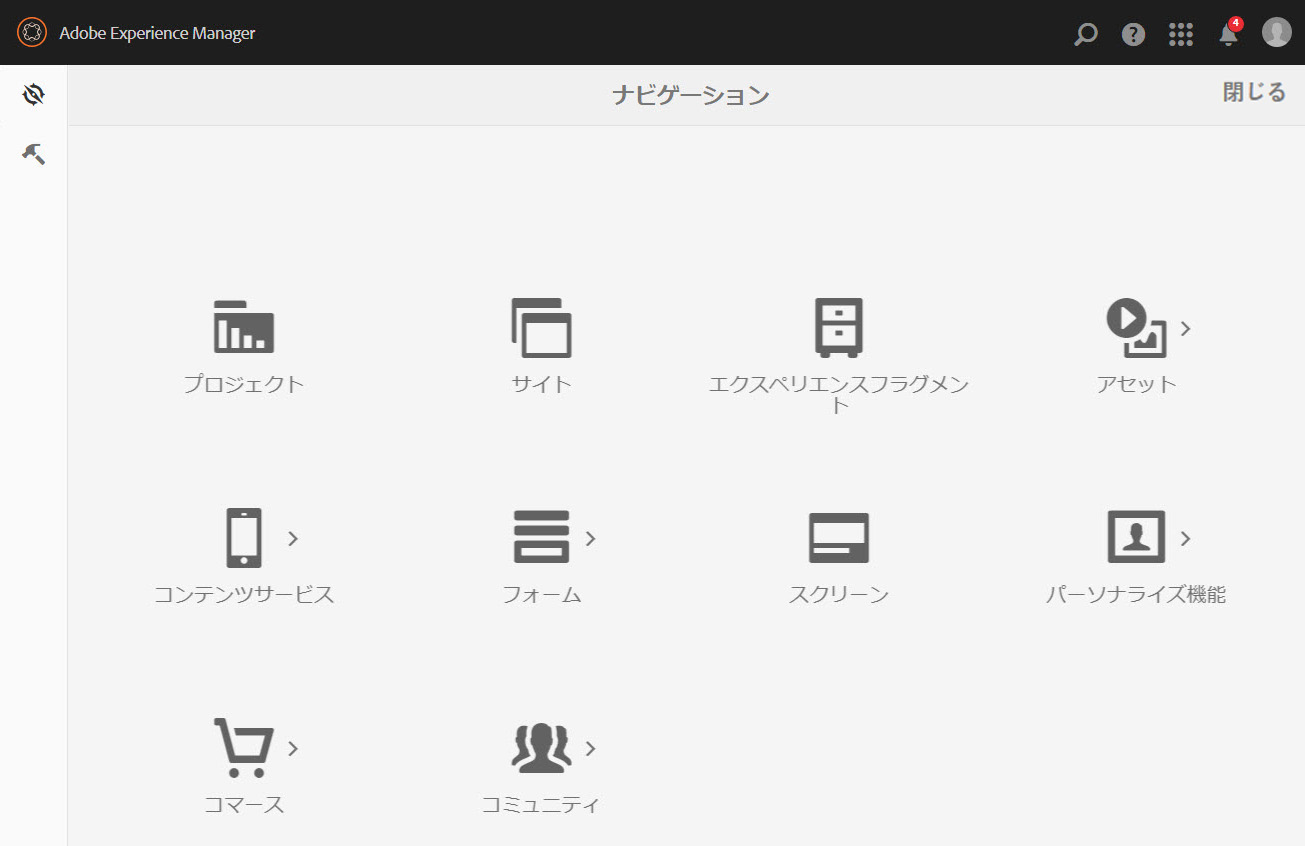 Adobe Experience Manager
4
ナビゲーション
閉じる
プロジェクト
サイト
エクスペリエンスフラグメン
ト
アセット
コンテンツサービス
フォーム
スクリーン
パーソナライズ機能
コマース
コミュニティ